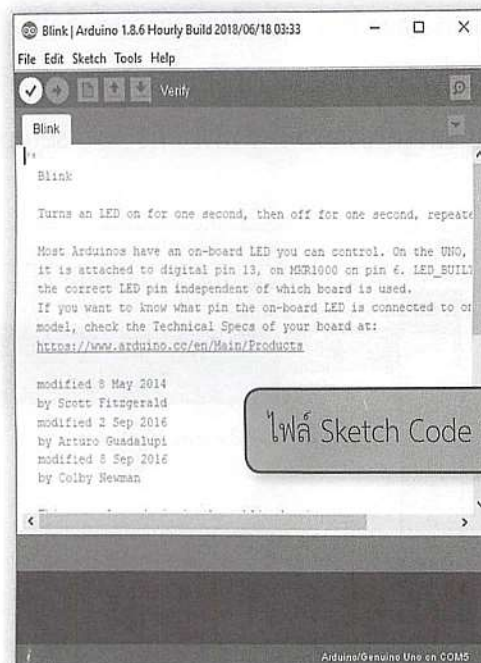 Blink | Arduino 1.8.6 Hourly Build 2018/06/18 03:33
File Edit Sketch Tools Help
Verify
Blink
Blink
Turns an LED on for one second, then off for one second, repeate
Most Arduinos have an on-board LED you can control. On the UNO,
it is attached to digital pin 13, on MKR1000 on pin 6. LED_BUILT
the correct LED pin independent of which board is used.
If you want to know what pin the on-board LED is connected to on
model, check the Technical Specs of your board at:
https://www.arduino.cc/en/Main/Products
modified 8 May 2014
by Scott Fitzgerald
modified 2 Sep 2016
by Arturo Guadalupi
modified 8 Sep 2016
by Colby Newman
ไฟล์ Sketch Code
Arduino/Genuino Uno on COM5